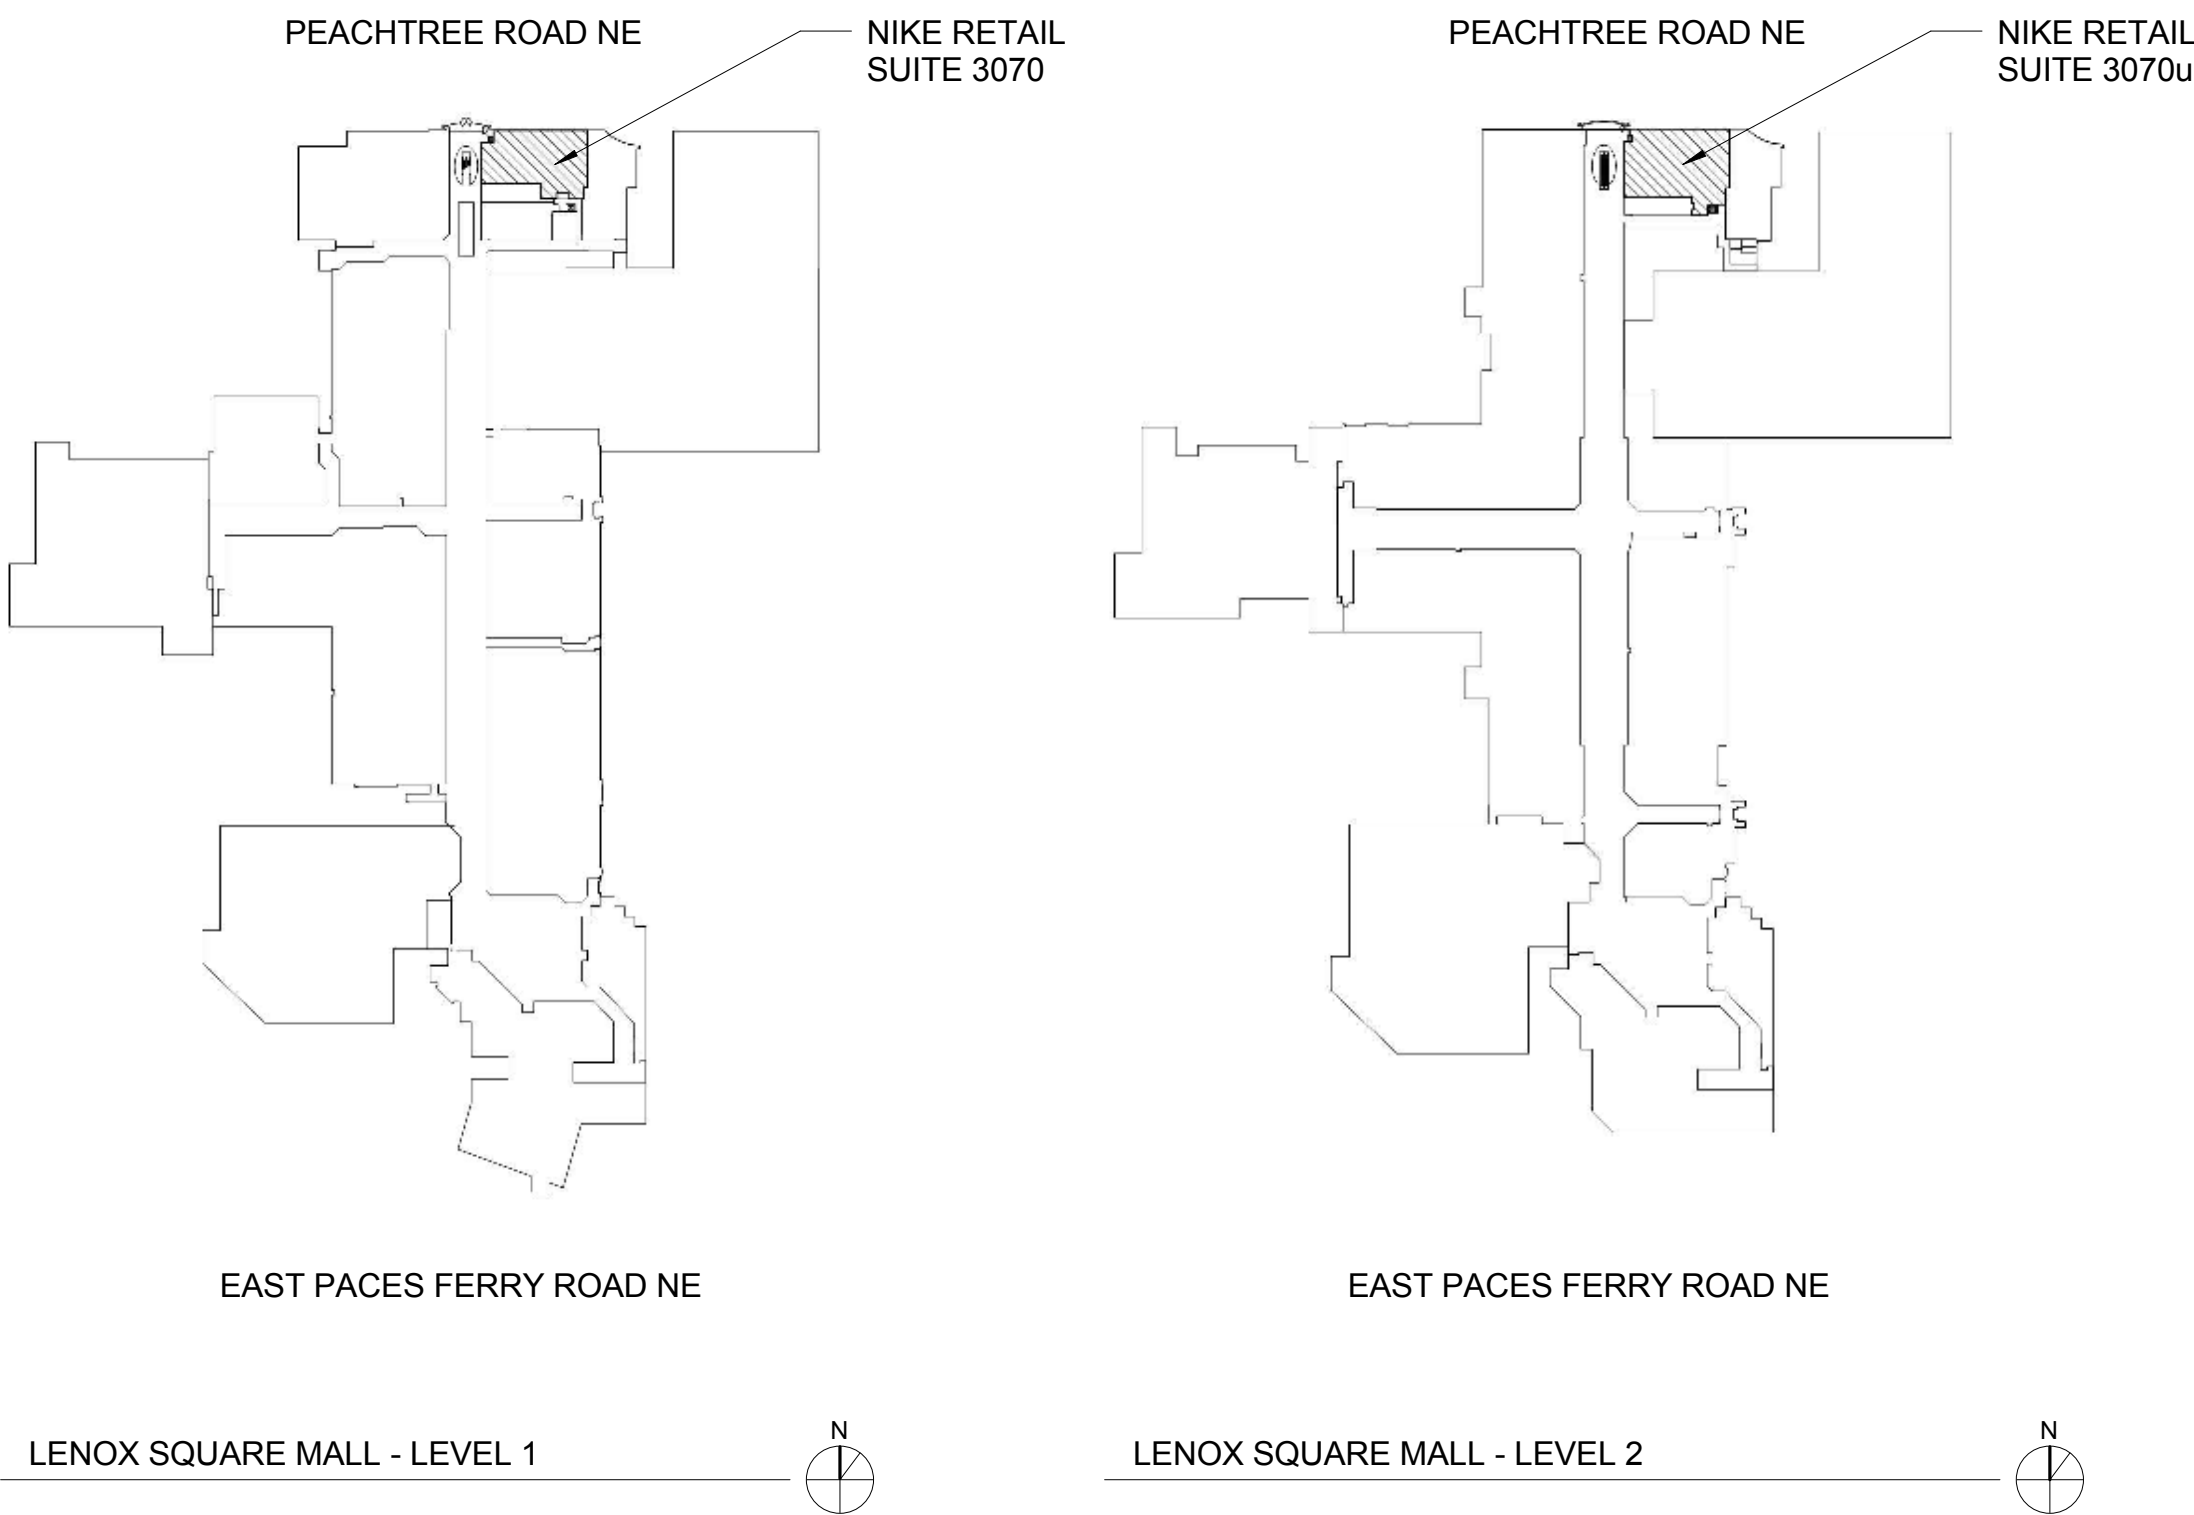 PEACHTREE ROAD NE
NIKE RETAIL
SUITE 3070
PEACHTREE ROAD NE
NIKE RETAIL
SUITE 3070u
EAST PACES FERRY ROAD NE
EAST PACES FERRY ROAD NE
LENOX SQUARE MALL - LEVEL 1
N
LENOX SQUARE MALL - LEVEL 2
N